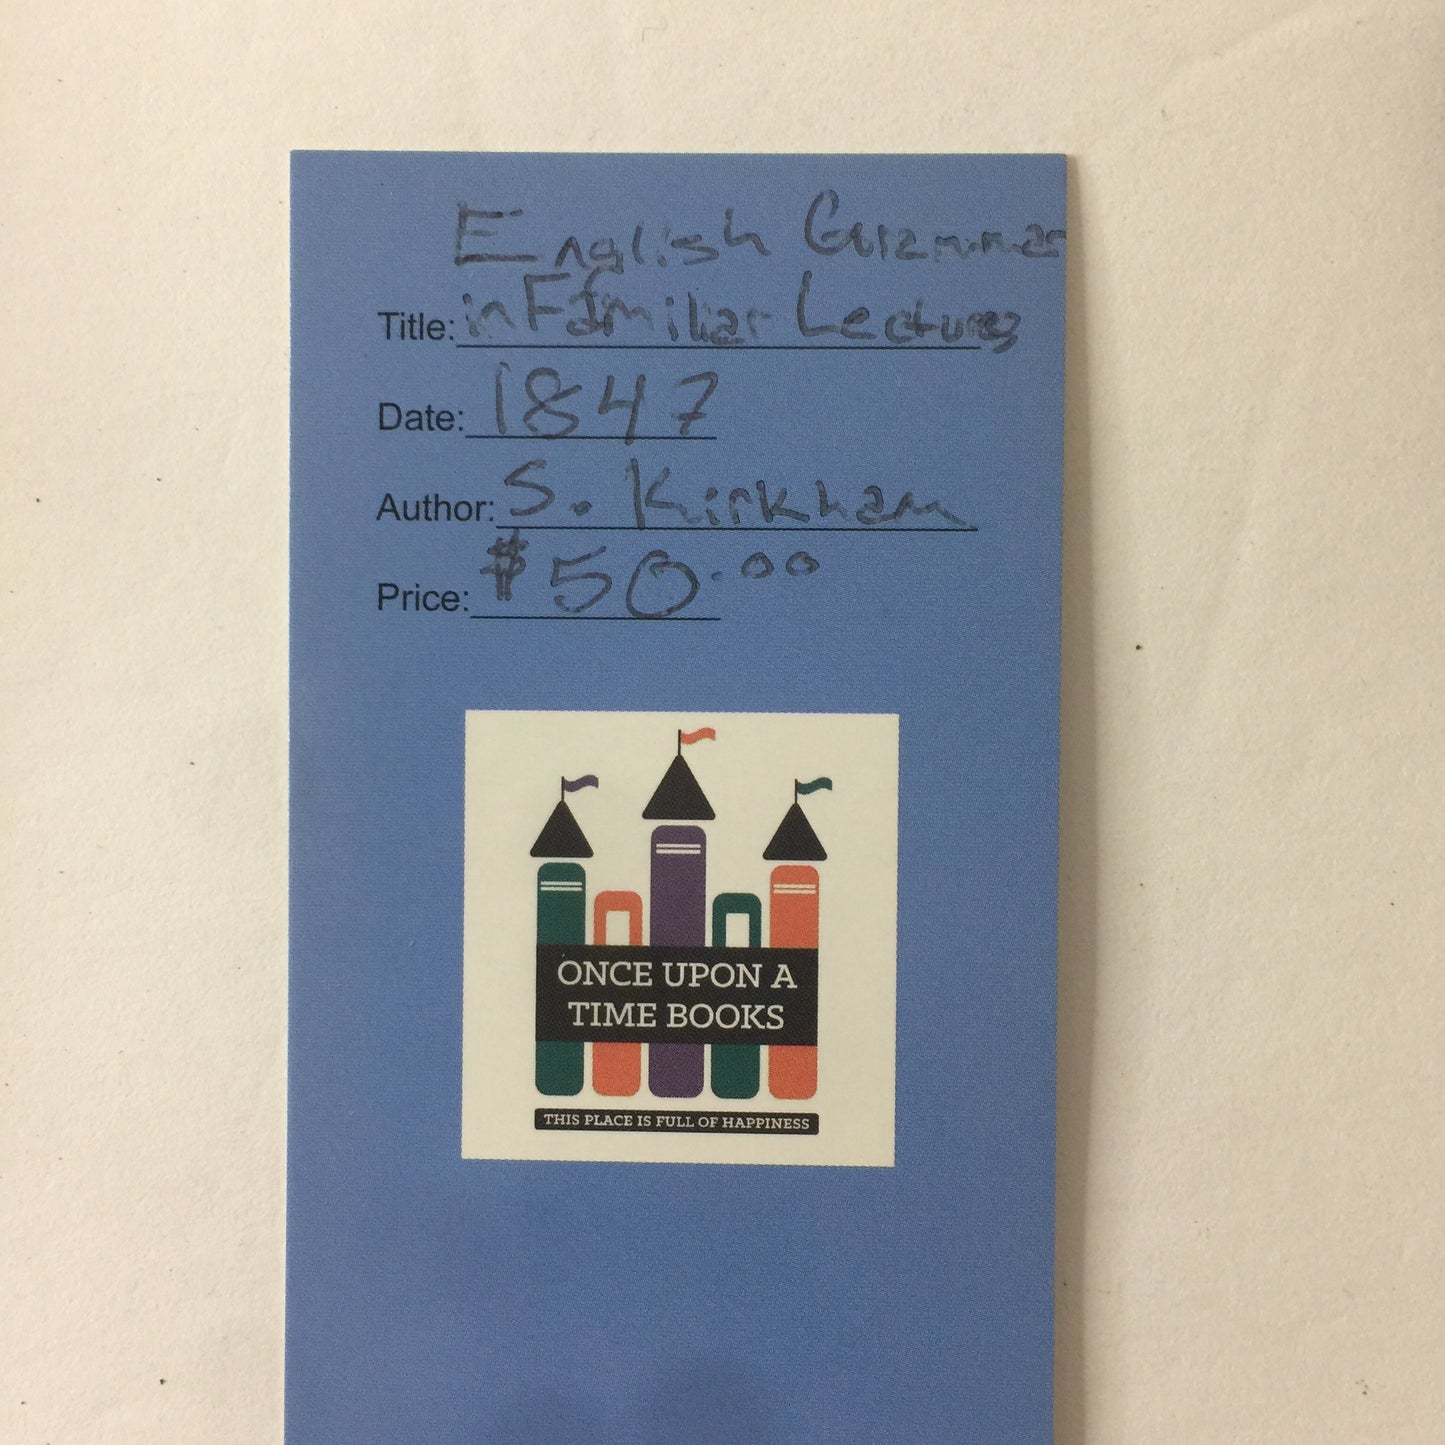 English Grammar
Title: in Familiar Lectures
Date: 1847
Author: S. Kirkham
Price: $50.00
ONCE UPON A
TIME BOOKS
THIS PLACE IS FULL OF HAPPINESS